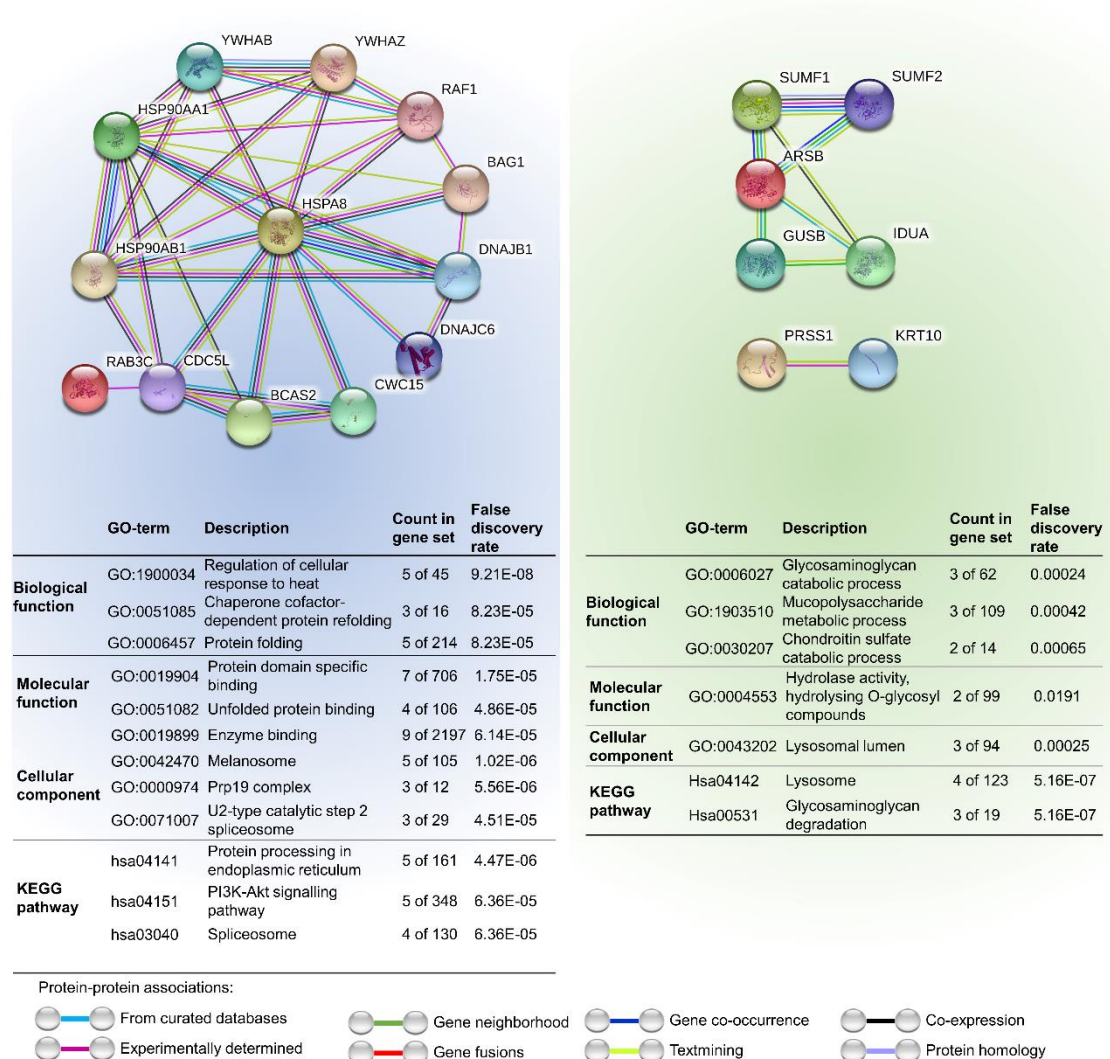 YWHAB
YWHAZ
RAF1
HSP90AA1
BAG1
HSPA8
HSP90AB1
DNAJB1
DNAJC6
RAB3C
CDC5L
CWC15
BCAS2
GO-term Description Count in gene set False discovery rate
Biological function
GO:1900034 Regulation of cellular response to heat 5 of 45 9.21E-08
GO:0051085 Chaperone cofactor-dependent protein refolding 3 of 16 8.23E-05
GO:0006457 Protein folding 5 of 214 8.23E-05
Molecular function
GO:0019904 Protein domain specific binding 7 of 706 1.75E-05
GO:0051082 Unfolded protein binding 4 of 106 4.86E-05
GO:0019899 Enzyme binding 9 of 2197 6.14E-05
Cellular component
GO:0042470 Melanosome 5 of 105 1.02E-06
GO:0000974 Prp19 complex 3 of 12 5.56E-06
GO:0071007 U2-type catalytic step 2 spliceosome 3 of 29 4.51E-05
KEGG pathway
hsa04141 Protein processing in endoplasmic reticulum 5 of 161 4.47E-06
hsa04151 PI3K-Akt signalling pathway 5 of 348 6.36E-05
hsa03040 Spliceosome 4 of 130 6.36E-05
SUMF1
SUMF2
ARSB
GUSB
IDUA
PRSS1
KRT10
GO-term Description Count in gene set False discovery rate
Biological function
GO:0006027 Glycosaminoglycan catabolic process 3 of 62 0.00024
GO:1903510 Mucopolysaccharide metabolic process 3 of 109 0.00042
GO:0030207 Chondroitin sulfate catabolic process 2 of 14 0.00065
Molecular function
GO:0004553 Hydrolase activity, hydrolysing O-glycosyl compounds 2 of 99 0.0191
Cellular component
GO:0043202 Lysosomal lumen 3 of 94 0.00025
KEGG pathway
Hsa04142 Lysosome 4 of 123 5.16E-07
Hsa00531 Glycosaminoglycan degradation 3 of 19 5.16E-07
Protein-protein associations:
From curated databases
Gene neighborhood
Gene co-occurrence
Co-expression
Experimentally determined
Gene fusions
Textmining
Protein homology